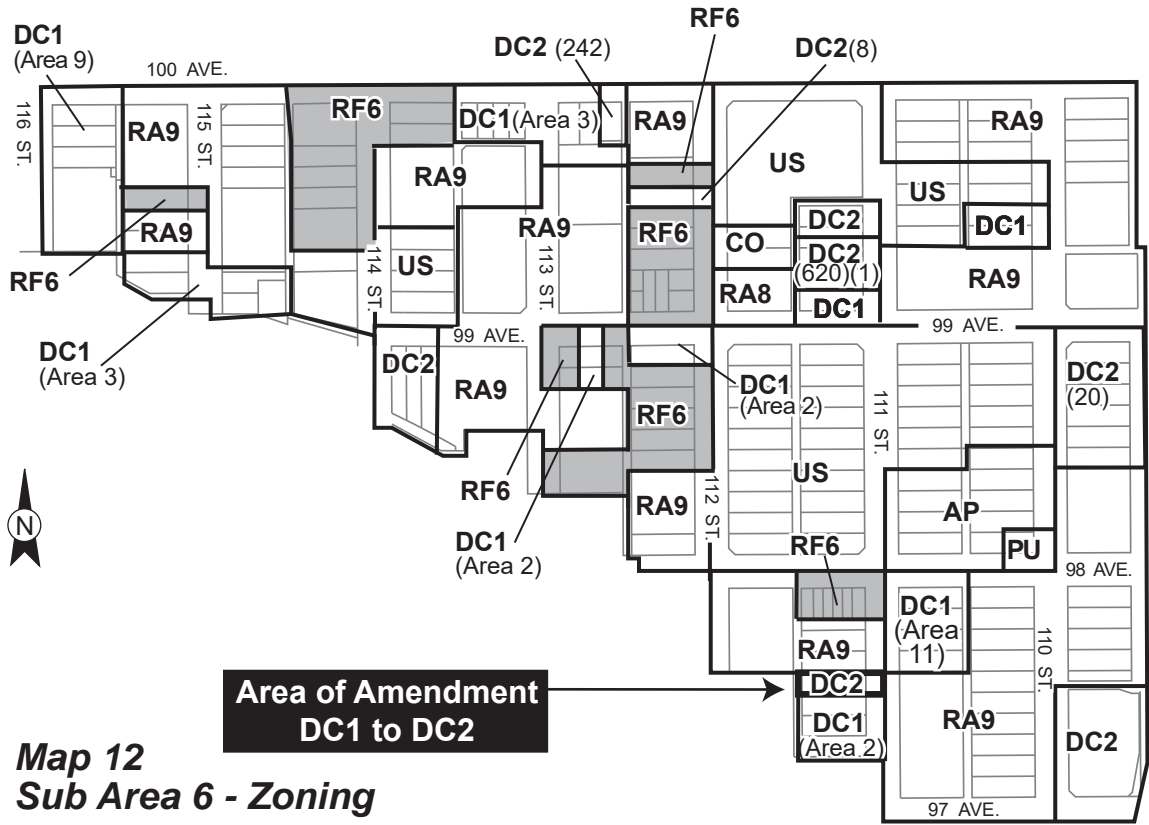 RF6
DC1
(Area 9)
DC2 (242)
DC2(8)
100 AVE.
116 ST.
115 ST.
RA9
RF6
DC1(Area 3)
RA9
RA9
US
US
RA9
DC2
DC1
RA9
RA9
RF6
CO
DC2
(620)(1)
RF6
US
114 ST.
113 ST.
RA9
RA8
DC1
99 AVE.
99 AVE.
DC1
(Area 3)
DC2
RA9
DC1
(Area 2)
111 ST.
DC2
(20)
RF6
US
RF6
RA9
112 ST.
AP
DC1
(Area 2)
RF6
PU
98 AVE.
N
DC1
(Area
11)
110 ST.
RA9
Area of Amendment
DC1 to DC2
DC2
DC1
(Area 2)
RA9
DC2
Map 12
Sub Area 6 - Zoning
97 AVE.